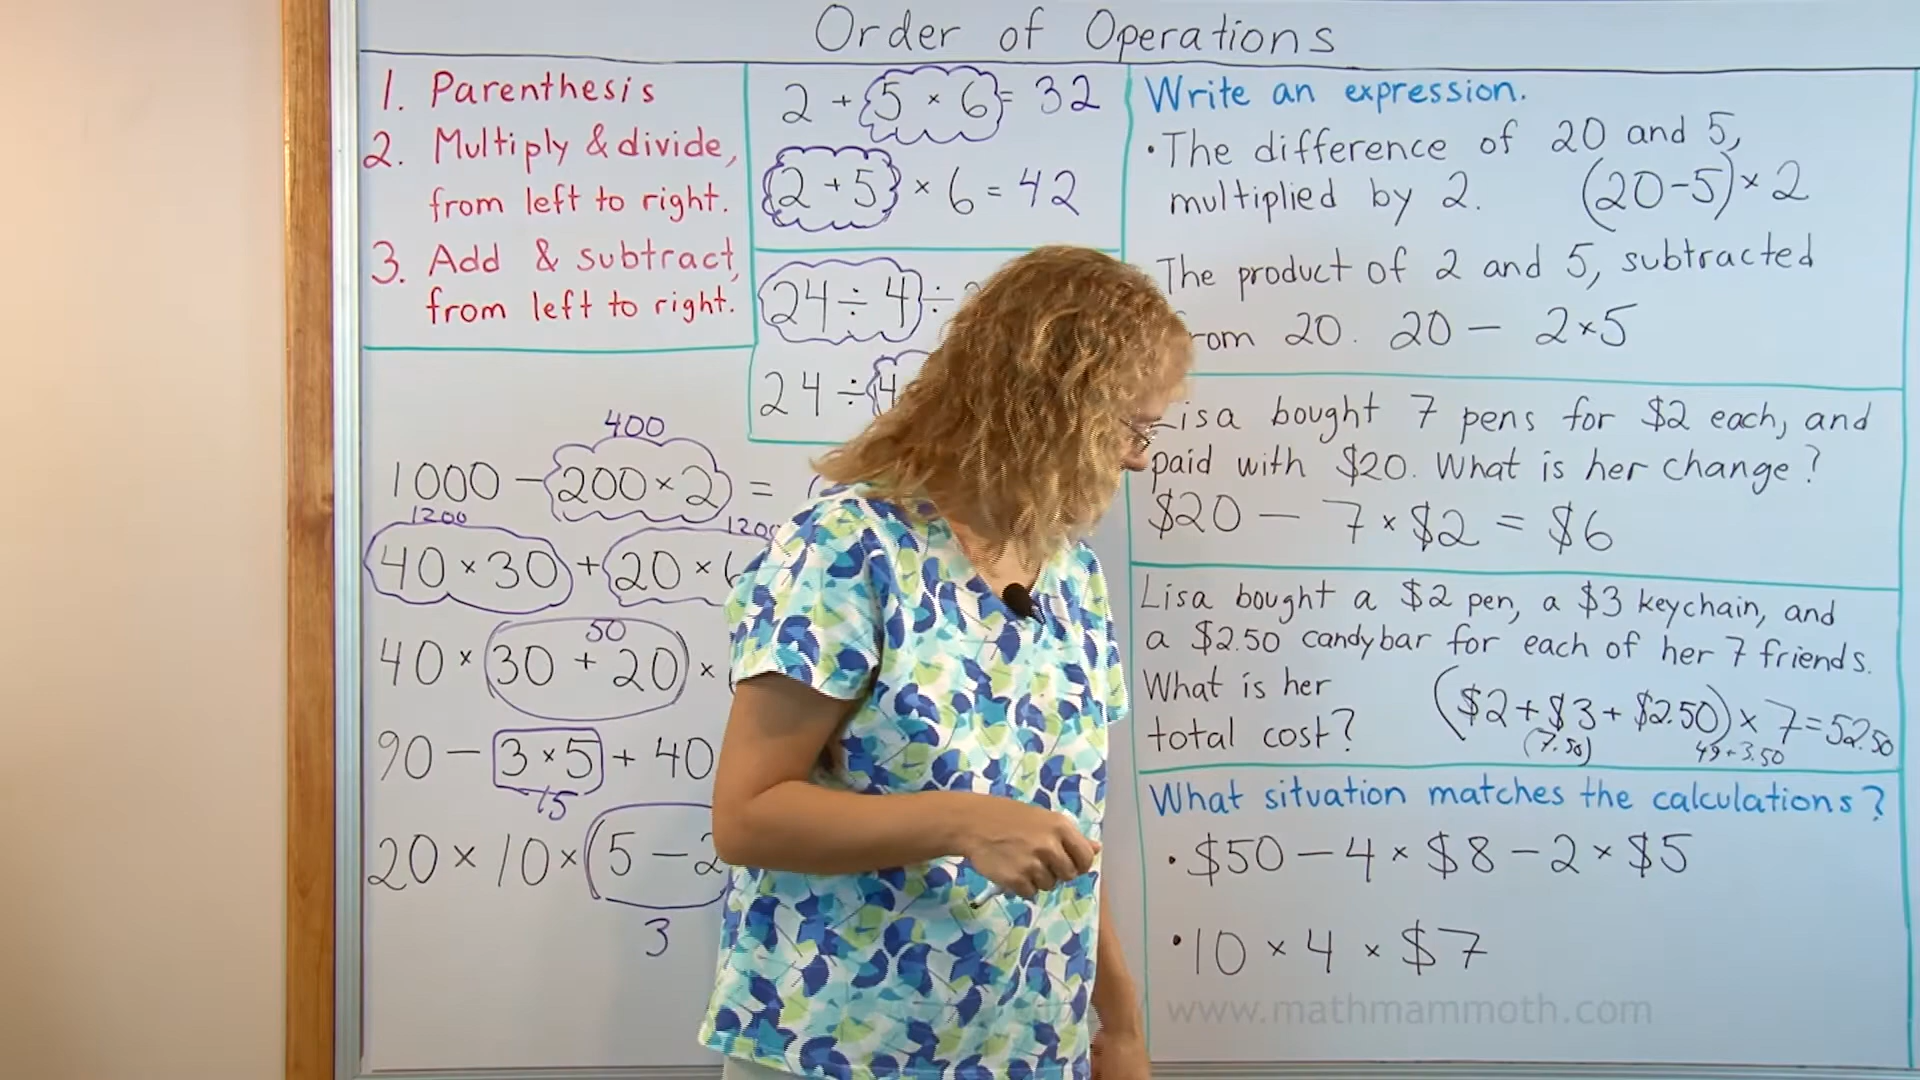 Order of Operations
1. Parenthesis
2. Multiply & divide,
from left to right.
3. Add & subtract,
from left to right.
2 + 5 × 6 = 32
(2 + 5) × 6 = 42
24 ÷ 4 ÷
24 ÷ (4
400
1000 - 200 × 2 =
1200 1200
40 × 30 + 20 ×
50
40 × (30 + 20) ×
90 - 3 × 5 + 40
15
20 × 10 × (5 - 2
3
Write an expression.
• The difference of 20 and 5,
multiplied by 2. (20-5) × 2
The product of 2 and 5, subtracted
from 20. 20 - 2×5
Lisa bought 7 pens for $2 each, and
paid with $20. What is her change?
$20 - 7 × $2 = $6
Lisa bought a $2 pen, a $3 keychain, and
a $2.50 candybar for each of her 7 friends.
What is her
total cost? ($2 + $3 + $2.50) × 7 = 52.50
(7.50) 49+3.50
What situation matches the calculations?
• $50 - 4 × $8 - 2 × $5
• 10 × 4 × $7
www.mathmammoth.com